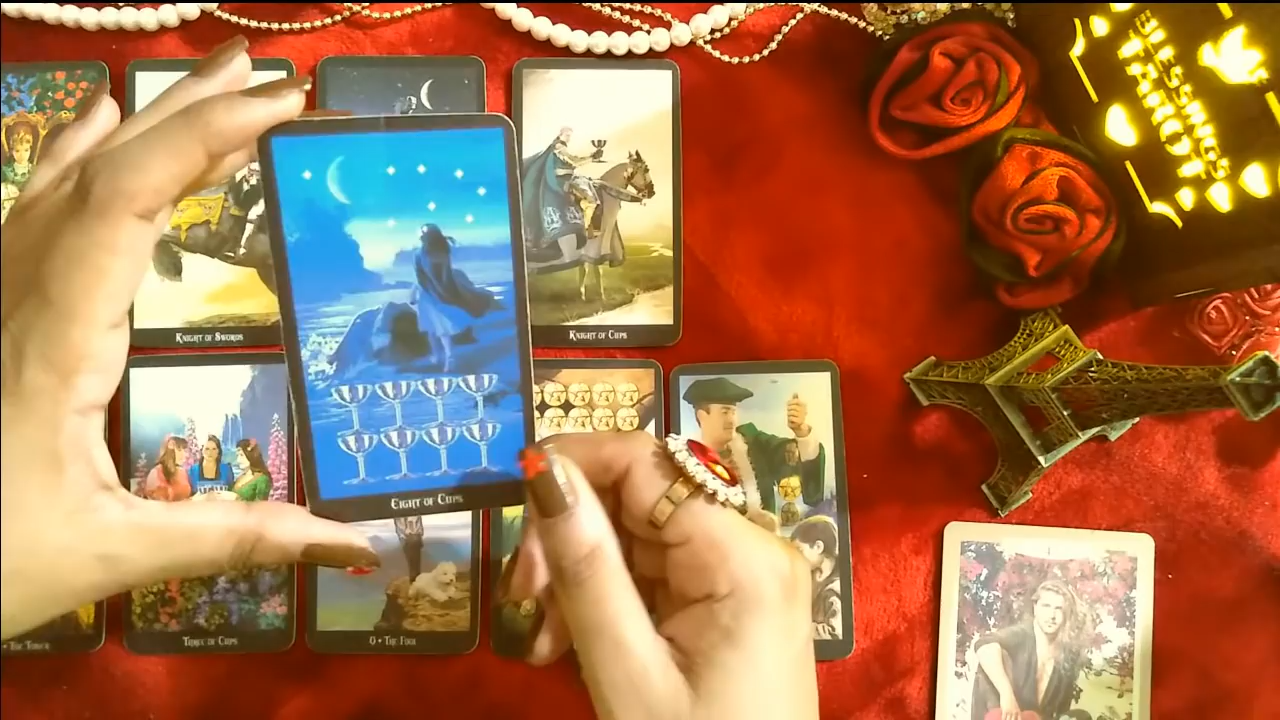 BLESSINGS
TAROT
KNIGHT OF SWORDS
KNIGHT OF CUPS
EIGHT OF CUPS
• THE TOWER
THREE OF CUPS
0 • THE FOOL
I